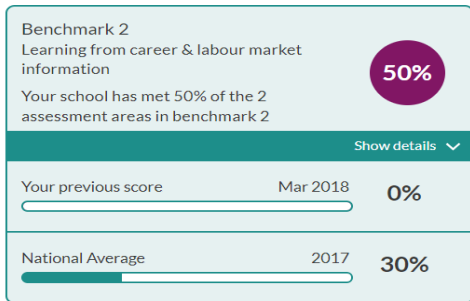 Benchmark 2
Learning from career & labour market
information
50%
Your school has met 50% of the 2
assessment areas in benchmark 2
Show details
Your previous score Mar 2018 0%
National Average 2017 30%